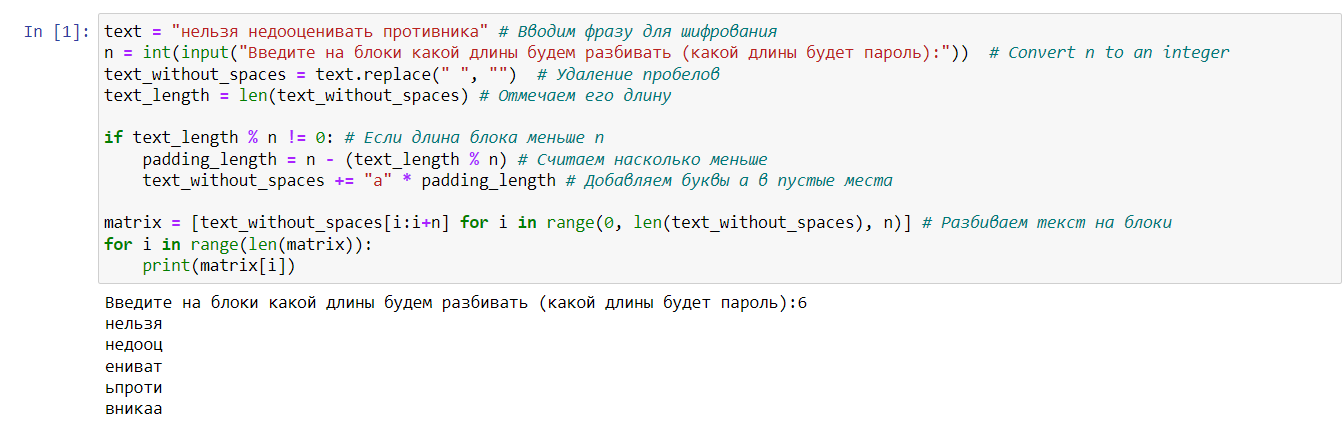 In [1]: text = "нельзя недооценивать противника" # Вводим фразу для шифрования
n = int(input("Введите на блоки какой длины будем разбивать (какой длины будет пароль):"))  # Convert n to an integer
text_without_spaces = text.replace(" ", "")  # Удаление пробелов
text_length = len(text_without_spaces) # Отмечаем его длину
if text_length % n != 0: # Если длина блока меньше n
    padding_length = n - (text_length % n) # Считаем насколько меньше
    text_without_spaces += "а" * padding_length # Добавляем буквы а в пустые места
matrix = [text_without_spaces[i:i+n] for i in range(0, len(text_without_spaces), n)] # Разбиваем текст на блоки
for i in range(len(matrix)):
    print(matrix[i])
Введите на блоки какой длины будем разбивать (какой длины будет пароль):6
нельзя
недооц
ениват
ьпроти
вникаа